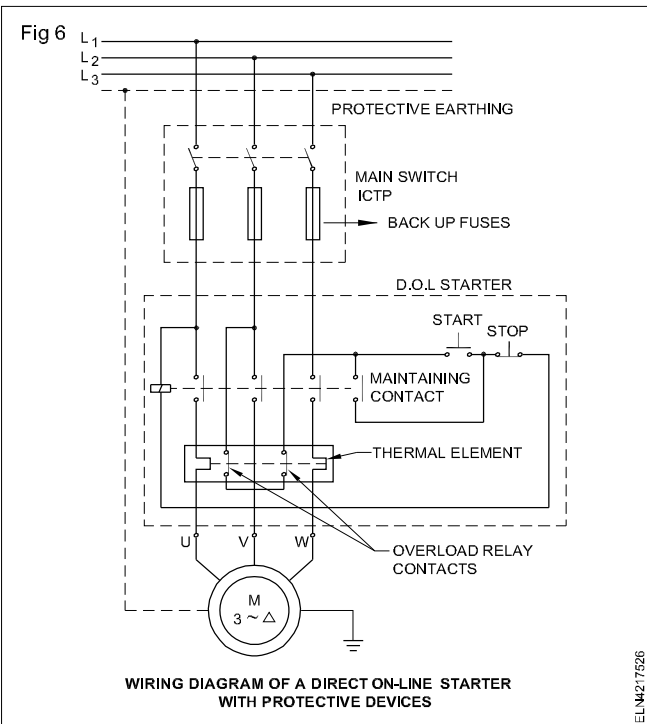 Fig 6
L1
L2
L3
PROTECTIVE EARTHING
MAIN SWITCH
ICTP
BACK UP FUSES
D.O.L STARTER
START
STOP
MAINTAINING
CONTACT
THERMAL ELEMENT
U
V
W
OVERLOAD RELAY
CONTACTS
M
3 ~ △
WIRING DIAGRAM OF A DIRECT ON-LINE STARTER
WITH PROTECTIVE DEVICES
ELN4217526